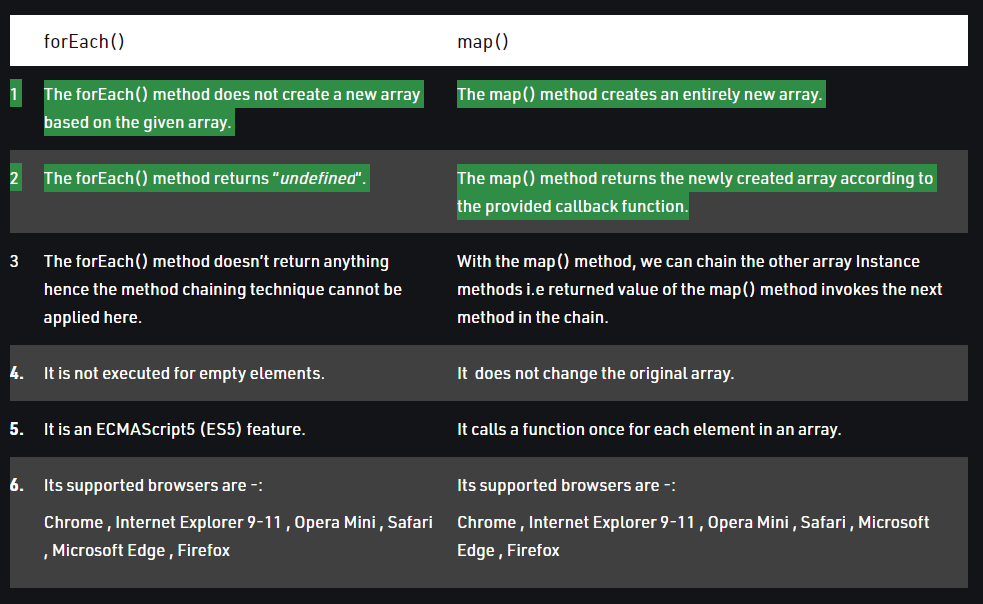 forEach() map()
1 The forEach() method does not create a new array The map() method creates an entirely new array.
based on the given array.
2 The forEach() method returns “undefined“. The map() method returns the newly created array according to
the provided callback function.
3 The forEach() method doesn’t return anything With the map() method, we can chain the other array Instance
hence the method chaining technique cannot be methods i.e returned value of the map() method invokes the next
applied here. method in the chain.
4. It is not executed for empty elements. It  does not change the original array.
5. It is an ECMAScript5 (ES5) feature. It calls a function once for each element in an array.
6. Its supported browsers are -: Its supported browsers are -:
Chrome , Internet Explorer 9-11 , Opera Mini , Safari Chrome , Internet Explorer 9-11 , Opera Mini , Safari , Microsoft
, Microsoft Edge , Firefox Edge , Firefox